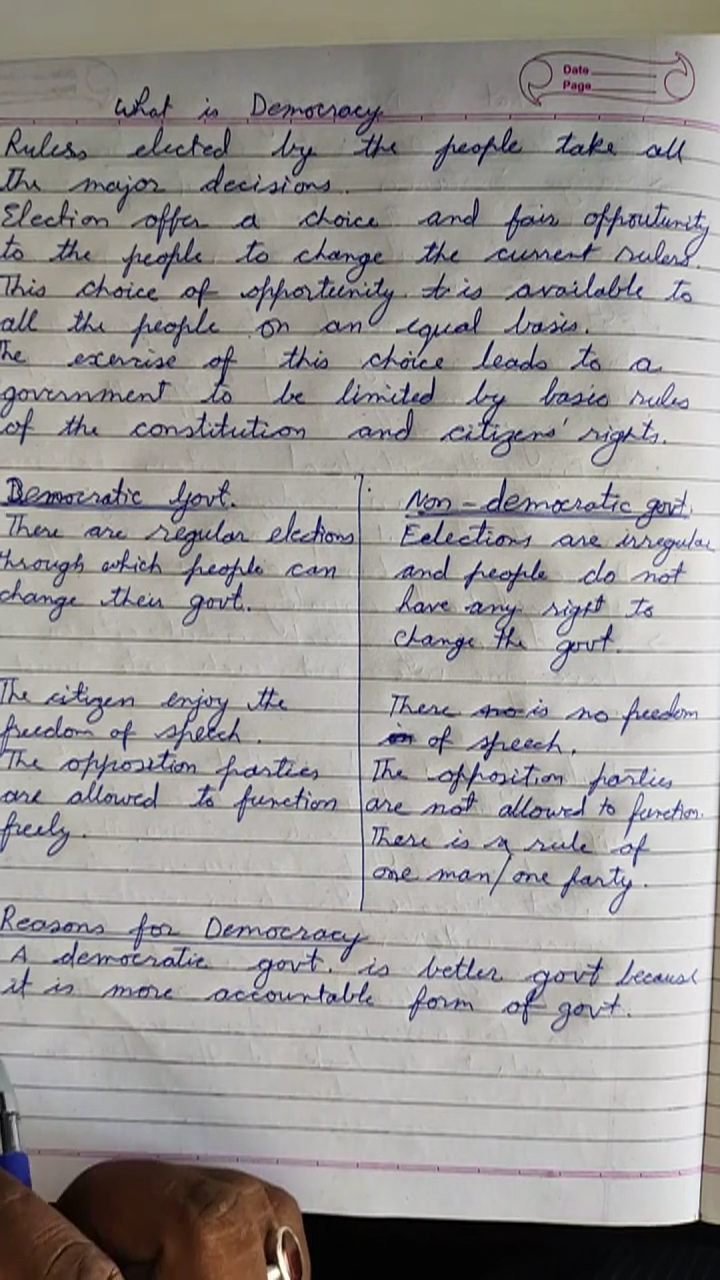 Date
Page
What is Democracy
Rulers elected by the people take all
the major decisions.
Election offer a choice and fair opportunity
to the people to change the current rulers.
This choice of opportunity is available to
all the people on an equal basis.
The exercise of this choice leads to a
government to be limited by basic rules
of the constitution and citizens' rights.
Democratic Govt.
There are regular elections
through which people can
change their govt.
The citizen enjoy the
freedom of speech.
The opposition parties
are allowed to function
freely.
Non-democratic govt.
Eelections are irregular
and people do not
have any right to
change the govt.
There is no freedom
of speech.
The opposition parties
are not allowed to function.
There is a rule of
one man/one party.
Reasons for Democracy
A democratic govt. is better govt because
it is more accountable form of govt.